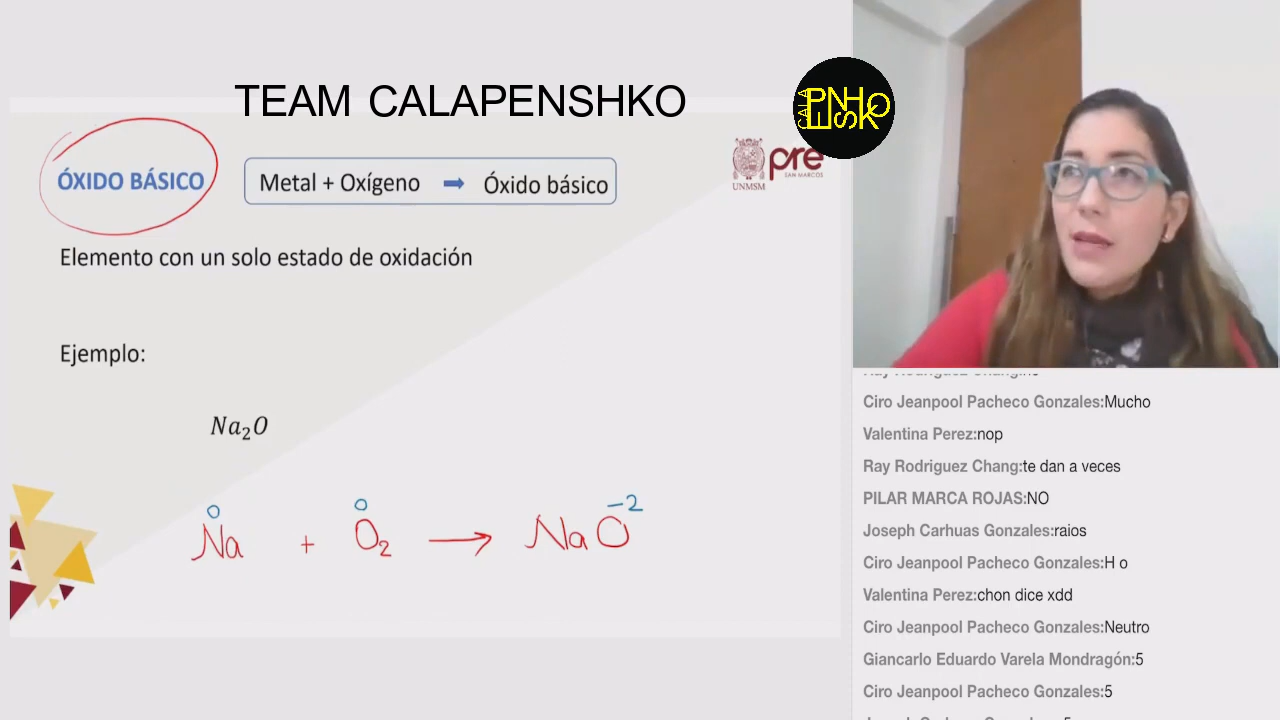 TEAM CALAPENSHKO
CALA
PENHSKO
ÓXIDO BÁSICO
Metal + Oxígeno ➡ Óxido básico
UNMSM
pre
SAN MARCOS
Elemento con un solo estado de oxidación
Ejemplo:
Na₂O
0 0 -2
Na + O₂ → NaO
Ciro Jeanpool Pacheco Gonzales:Mucho
Valentina Perez:nop
Ray Rodriguez Chang:te dan a veces
PILAR MARCA ROJAS:NO
Joseph Carhuas Gonzales:raios
Ciro Jeanpool Pacheco Gonzales:H o
Valentina Perez:chon dice xdd
Ciro Jeanpool Pacheco Gonzales:Neutro
Giancarlo Eduardo Varela Mondragón:5
Ciro Jeanpool Pacheco Gonzales:5